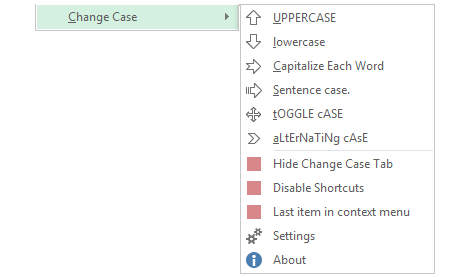 Change Case
UPPERCASE
lowercase
Capitalize Each Word
Sentence case.
tOGGLE cASE
aLtErNaTiNg cAsE
Hide Change Case Tab
Disable Shortcuts
Last item in context menu
Settings
About